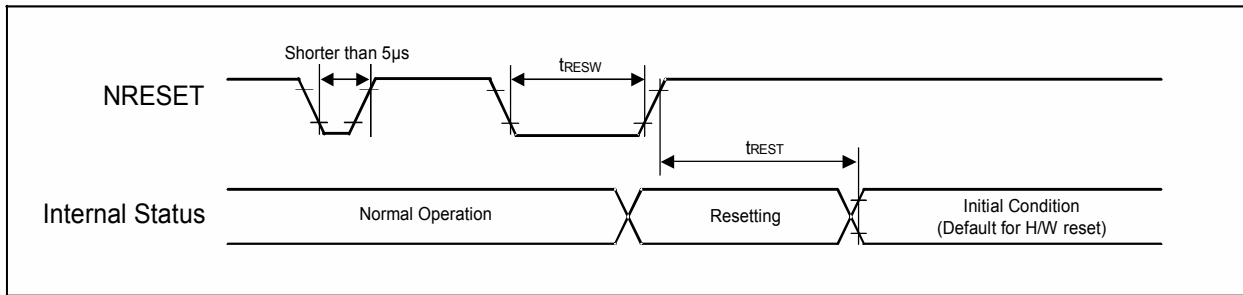 Shorter than 5µs
tRESW
NRESET
tREST
Internal Status
Normal Operation
Resetting
Initial Condition
(Default for H/W reset)